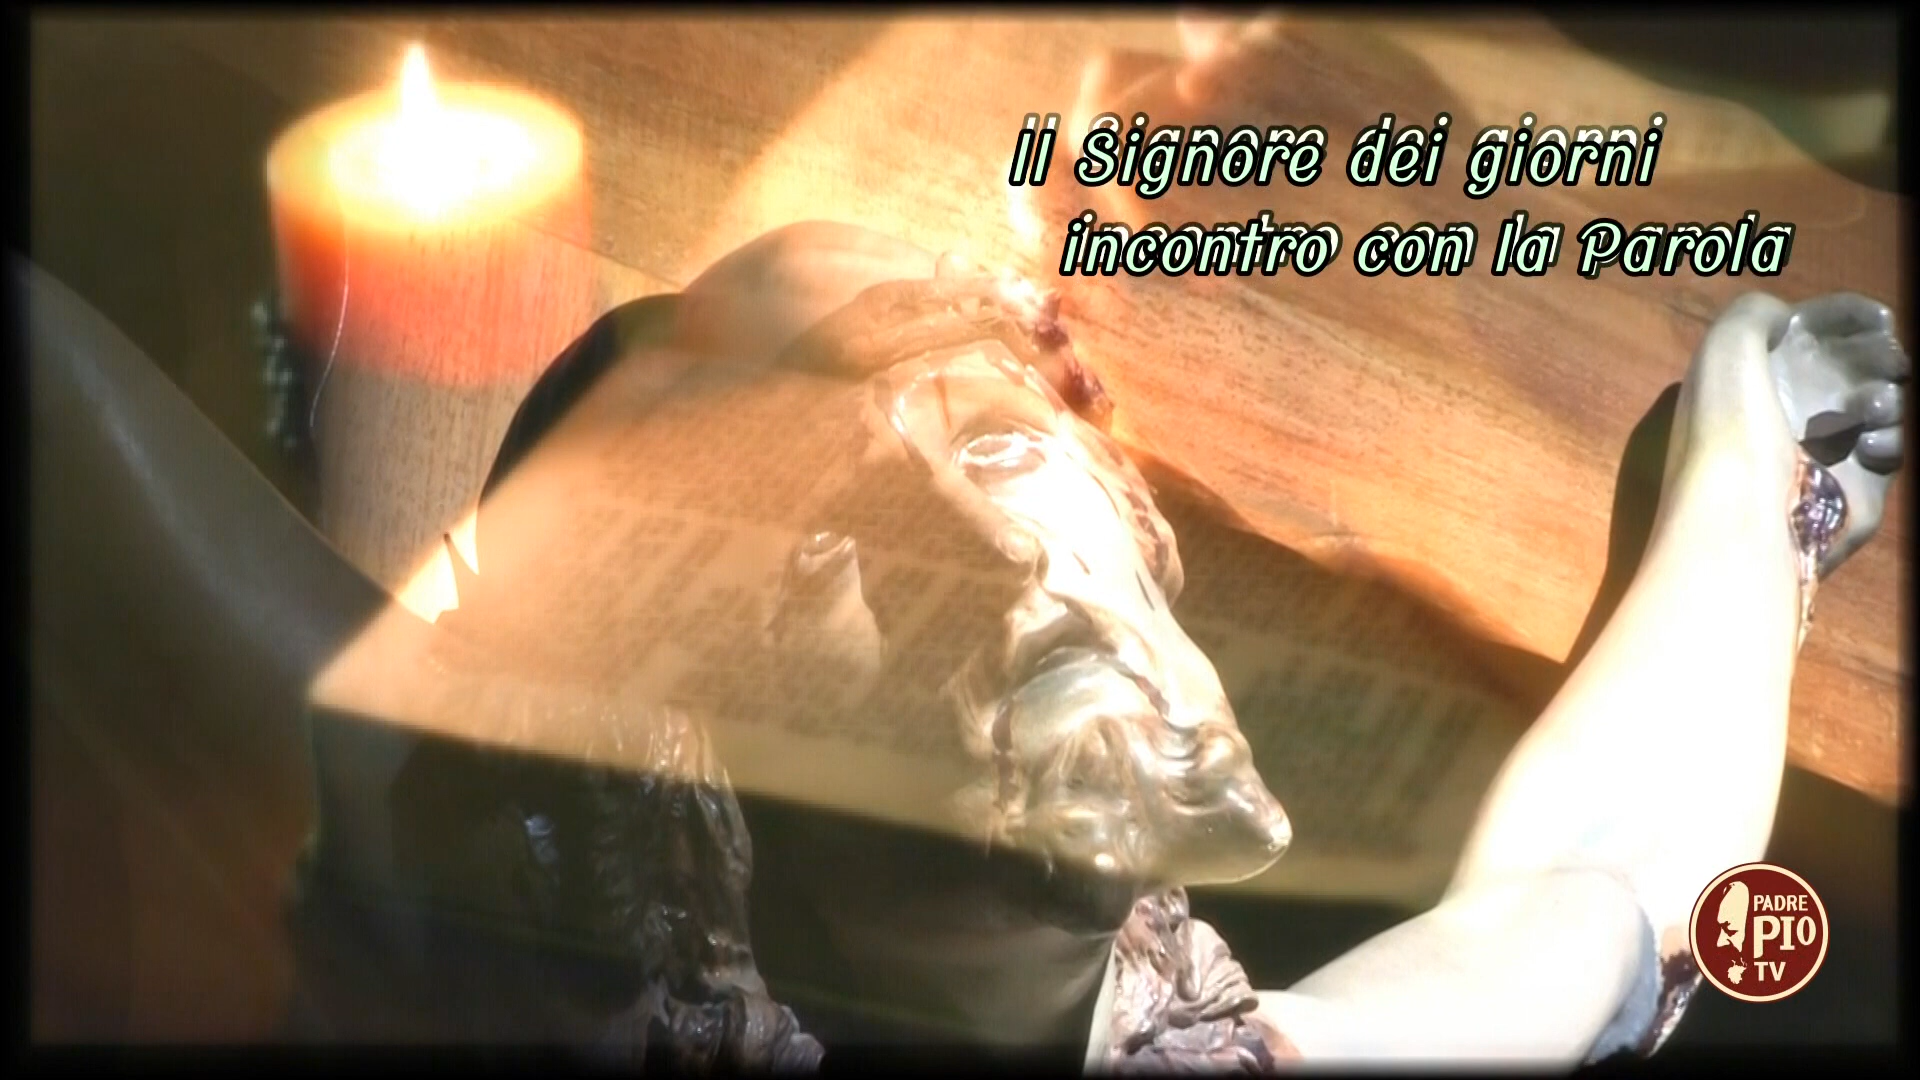 Il Signore dei giorni
incontro con la Parola
PADRE
PIO
TV